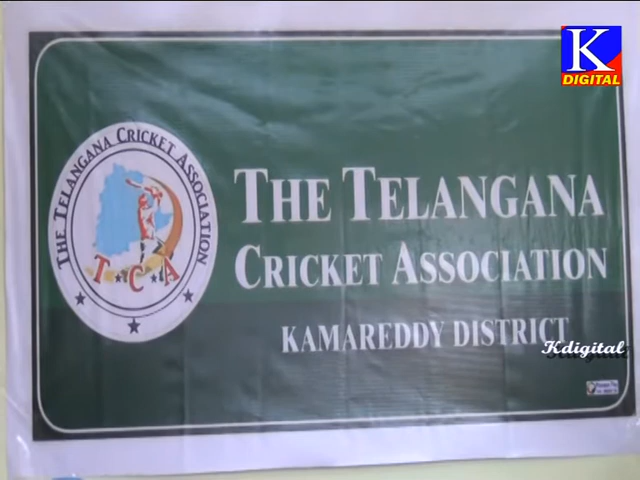 K
DIGITAL
THE TELANGANA CRICKET ASSOCIATION
T C A
THE TELANGANA
CRICKET ASSOCIATION
KAMAREDDY DISTRICT
Kdigital